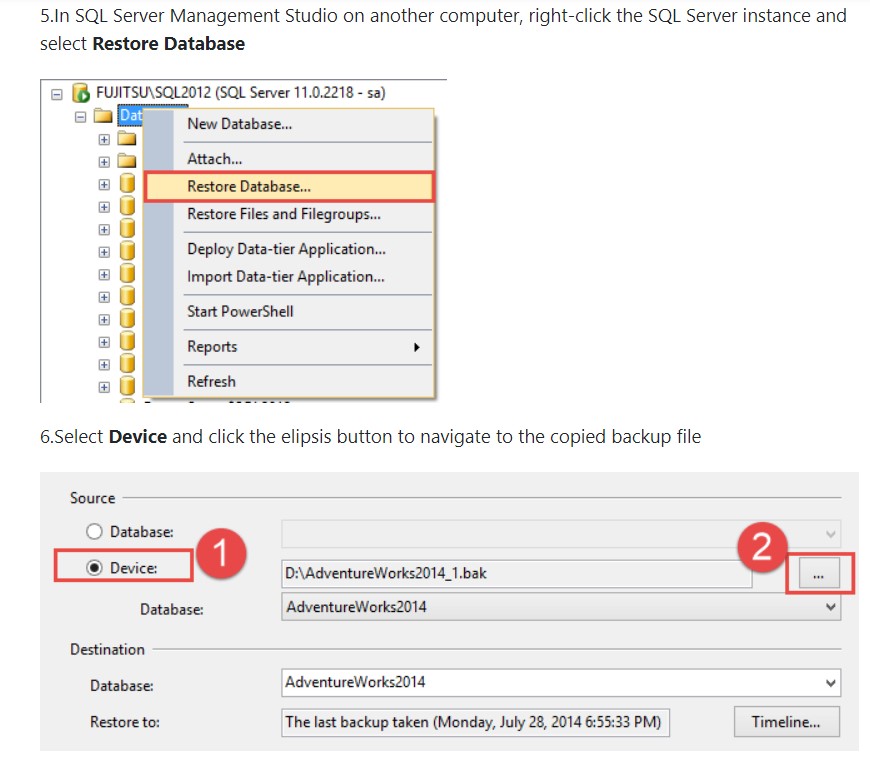 5.In SQL Server Management Studio on another computer, right-click the SQL Server instance and
select Restore Database
FUJITSU\SQL2012 (SQL Server 11.0.2218 - sa)
Dat
New Database...
Attach...
Restore Database...
Restore Files and Filegroups...
Deploy Data-tier Application...
Import Data-tier Application...
Start PowerShell
Reports
Refresh
6.Select Device and click the elipsis button to navigate to the copied backup file
Source
Database:
Device:
1
D:\AdventureWorks2014_1.bak
2
...
Database:
AdventureWorks2014
Destination
Database:
AdventureWorks2014
Restore to:
The last backup taken (Monday, July 28, 2014 6:55:33 PM)
Timeline...